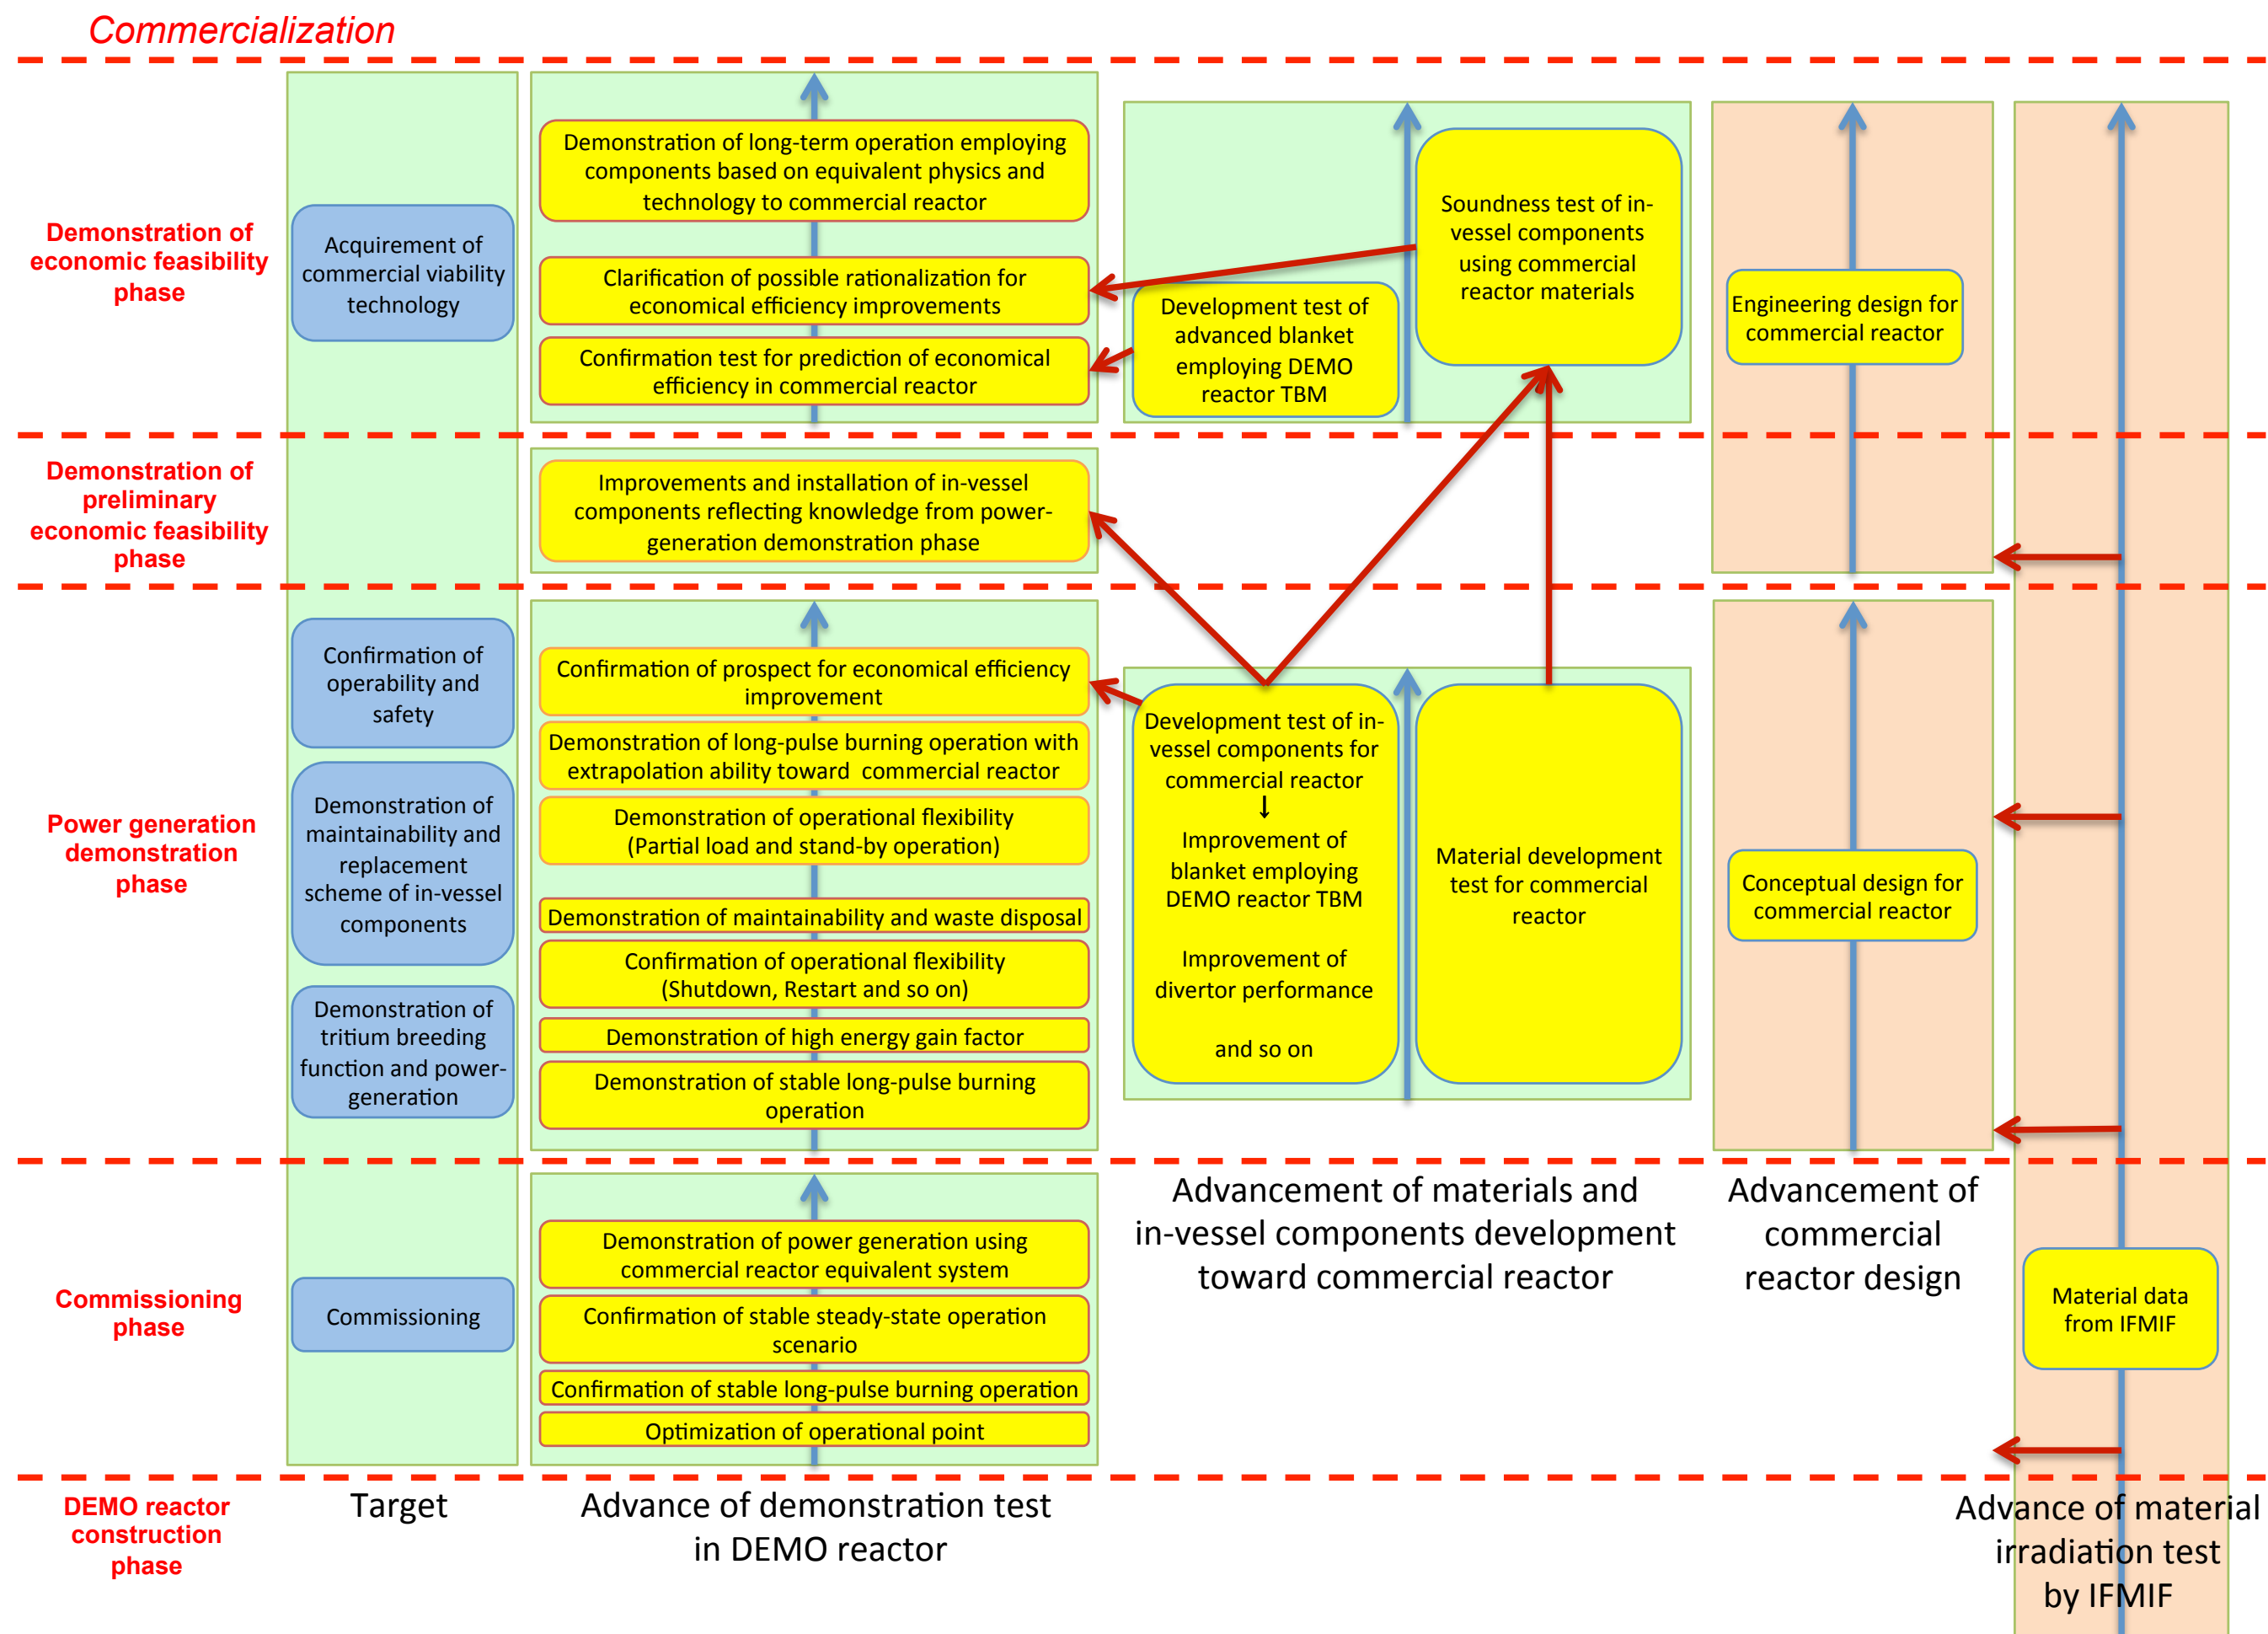 Commercialization
Demonstration of
economic feasibility
phase
Acquirement of
commercial viability
technology
Demonstration of long-term operation employing
components based on equivalent physics and
technology to commercial reactor
Clarification of possible rationalization for
economical efficiency improvements
Confirmation test for prediction of economical
efficiency in commercial reactor
Development test of
advanced blanket
employing DEMO
reactor TBM
Soundness test of in-
vessel components
using commercial
reactor materials
Engineering design for
commercial reactor
Demonstration of
preliminary
economic feasibility
phase
Improvements and installation of in-vessel
components reflecting knowledge from power-
generation demonstration phase
Power generation
demonstration
phase
Confirmation of
operability and
safety
Demonstration of
maintainability and
replacement
scheme of in-vessel
components
Demonstration of
tritium breeding
function and power-
generation
Confirmation of prospect for economical efficiency
improvement
Demonstration of long-pulse burning operation with
extrapolation ability toward commercial reactor
Demonstration of operational flexibility
(Partial load and stand-by operation)
Demonstration of maintainability and waste disposal
Confirmation of operational flexibility
(Shutdown, Restart and so on)
Demonstration of high energy gain factor
Demonstration of stable long-pulse burning
operation
Development test of in-
vessel components for
commercial reactor
↓
Improvement of
blanket employing
DEMO reactor TBM
Improvement of
divertor performance
and so on
Material development
test for commercial
reactor
Conceptual design for
commercial reactor
Commissioning
phase
Commissioning
Demonstration of power generation using
commercial reactor equivalent system
Confirmation of stable steady-state operation
scenario
Confirmation of stable long-pulse burning operation
Optimization of operational point
Advancement of materials and
in-vessel components development
toward commercial reactor
Advancement of
commercial
reactor design
Material data
from IFMIF
DEMO reactor
construction
phase
Target
Advance of demonstration test
in DEMO reactor
Advance of material
irradiation test
by IFMIF